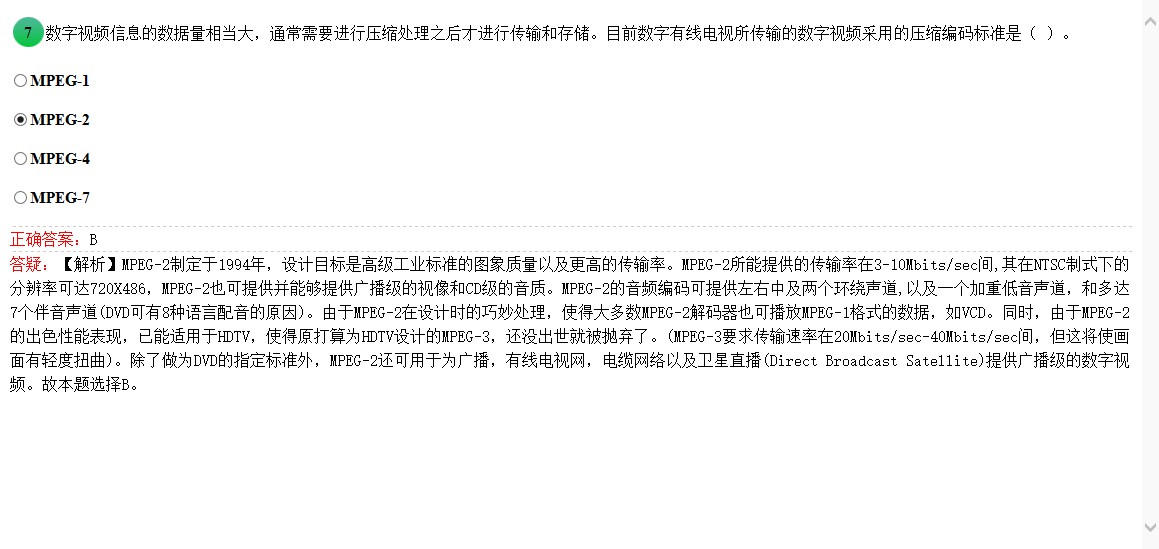 7 数字视频信息的数据量相当大，通常需要进行压缩处理之后才进行传输和存储。目前数字有线电视所传输的数字视频采用的压缩编码标准是（ ）。
MPEG-1
MPEG-2
MPEG-4
MPEG-7
正确答案：B
答疑：【解析】MPEG-2制定于1994年，设计目标是高级工业标准的图象质量以及更高的传输率。MPEG-2所能提供的传输率在3-10Mbits/sec间,其在NTSC制式下的
分辨率可达720X486，MPEG-2也可提供并能够提供广播级的视像和CD级的音质。MPEG-2的音频编码可提供左右中及两个环绕声道,以及一个加重低音声道，和多达
7个伴音声道(DVD可有8种语言配音的原因)。由于MPEG-2在设计时的巧妙处理，使得大多数MPEG-2解码器也可播放MPEG-1格式的数据，如VCD。同时，由于MPEG-2
的出色性能表现，已能适用于HDTV，使得原打算为HDTV设计的MPEG-3，还没出世就被抛弃了。(MPEG-3要求传输速率在20Mbits/sec-40Mbits/sec间，但这将使画
面有轻度扭曲)。除了做为DVD的指定标准外，MPEG-2还可用于为广播，有线电视网，电缆网络以及卫星直播(Direct Broadcast Satellite)提供广播级的数字视
频。故本题选择B。